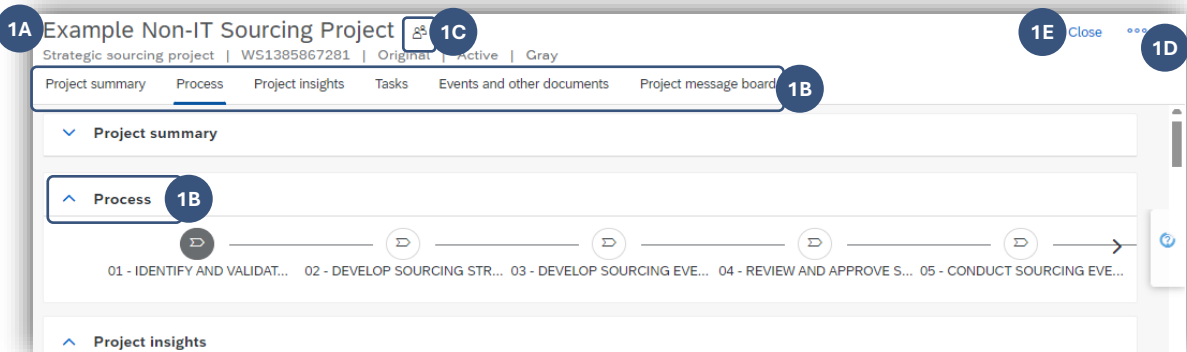 1A Example Non-IT Sourcing Project 1C 1E Close 1D
Strategic sourcing project | WS1385867281 | Original | Active | Gray
Project summary Process Project insights Tasks Events and other documents Project message board 1B
Project summary
Process 1B
01 - IDENTIFY AND VALIDAT... 02 - DEVELOP SOURCING STR... 03 - DEVELOP SOURCING EVE... 04 - REVIEW AND APPROVE S... 05 - CONDUCT SOURCING EVE...
Project insights